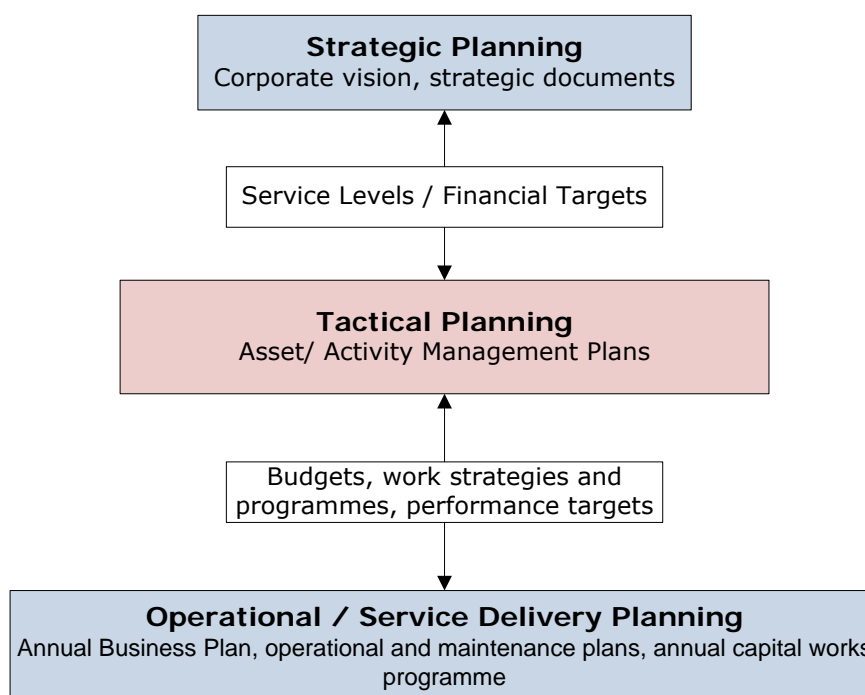 Strategic Planning
Corporate vision, strategic documents
Service Levels / Financial Targets
Tactical Planning
Asset/ Activity Management Plans
Budgets, work strategies and
programmes, performance targets
Operational / Service Delivery Planning
Annual Business Plan, operational and maintenance plans, annual capital works
programme